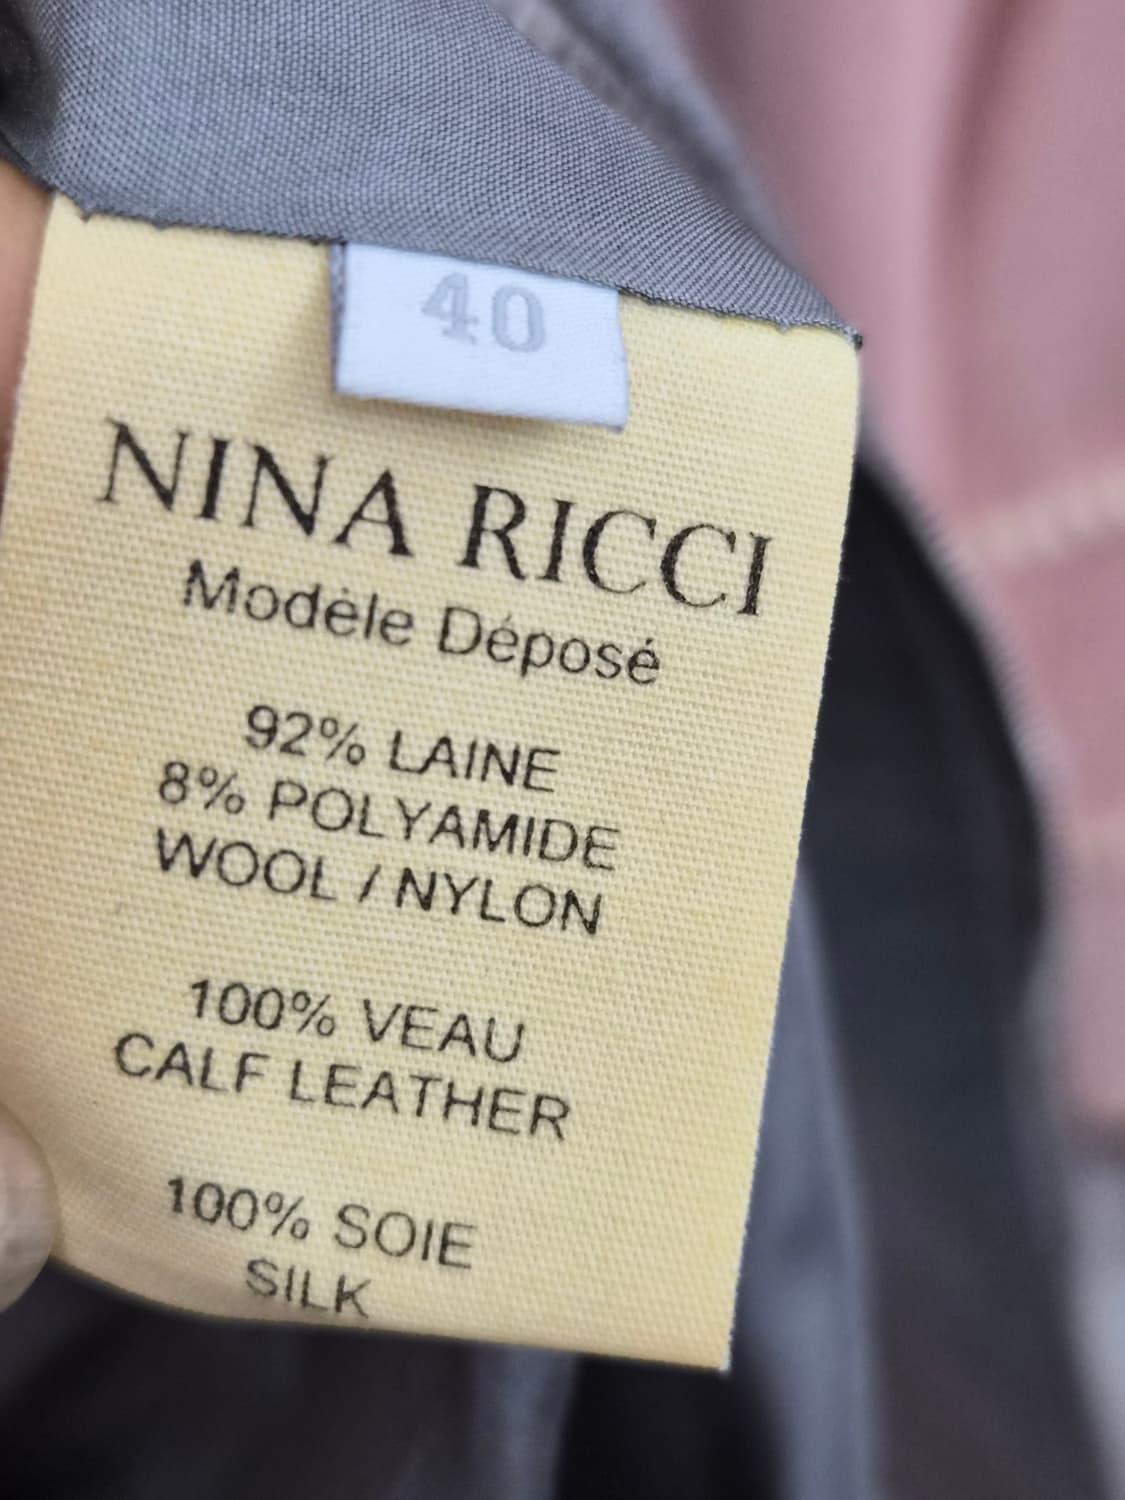 40
NINA RICCI
Modèle Déposé
92% LAINE
8% POLYAMIDE
WOOL / NYLON
100% VEAU
CALF LEATHER
100% SOIE
SILK